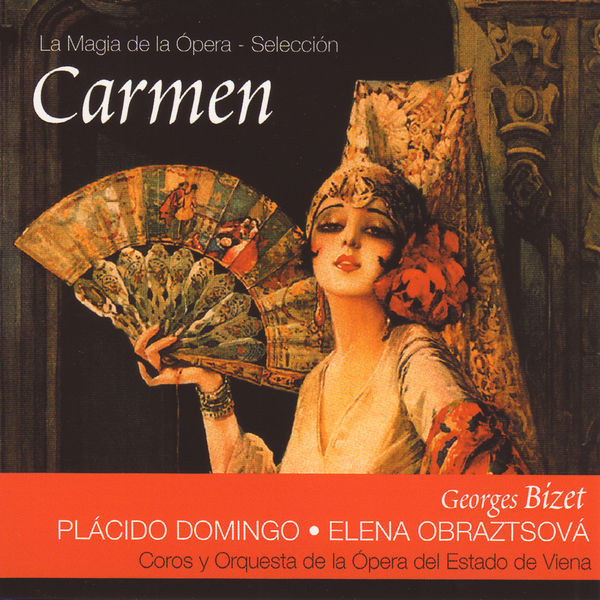 La Magia de la Ópera - Selección
Carmen
Georges Bizet
PLÁCIDO DOMINGO • ELENA OBRAZTSOVÁ
Coros y Orquesta de la Ópera del Estado de Viena